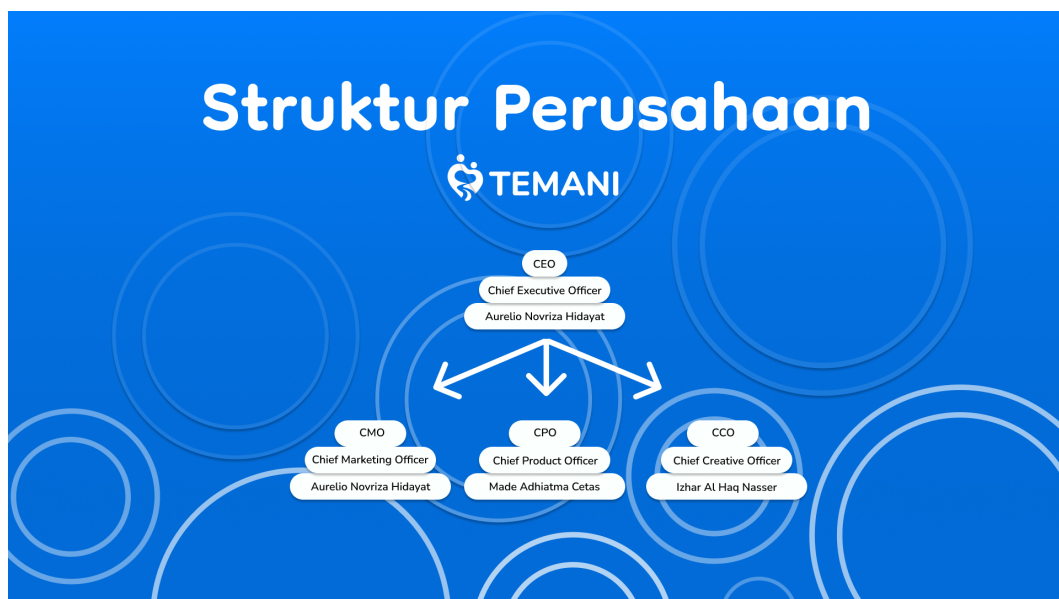 Struktur Perusahaan
TEMANI
CEO
Chief Executive Officer
Aurelio Novriza Hidayat
CMO
Chief Marketing Officer
Aurelio Novriza Hidayat
CPO
Chief Product Officer
Made Adhiatma Cetas
CCO
Chief Creative Officer
Izhar Al Haq Nasser